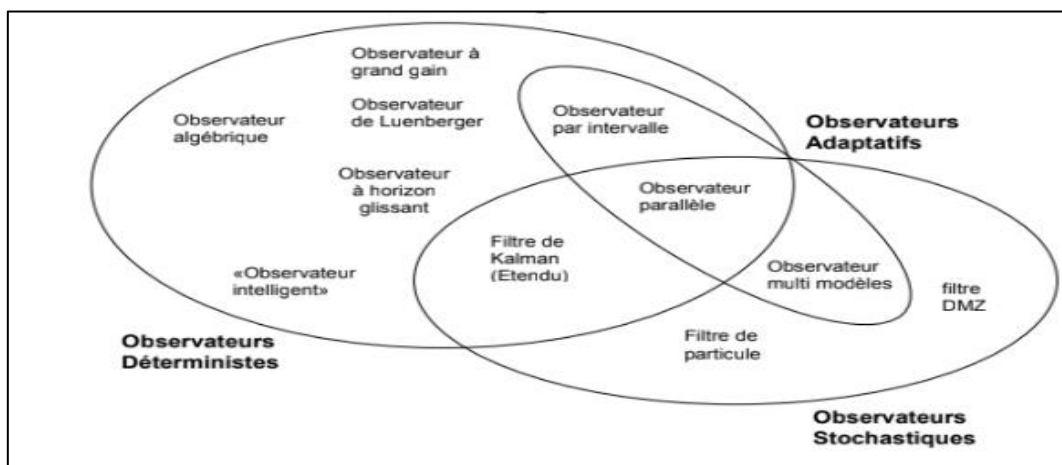 Observateur à
grand gain
Observateur
algébrique
Observateur
de Luenberger
Observateur
par intervalle
Observateurs
Adaptatifs
Observateur
à horizon
glissant
Observateur
parallèle
Filtre de
Kalman
(Etendu)
«Observateur
intelligent»
Observateur
multi modèles
filtre
DMZ
Observateurs
Déterministes
Filtre de
particule
Observateurs
Stochastiques